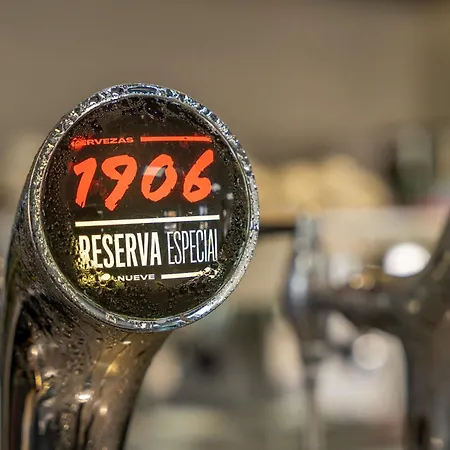 CERVEZAS
1906
RESERVA ESPECIAL
NUEVE